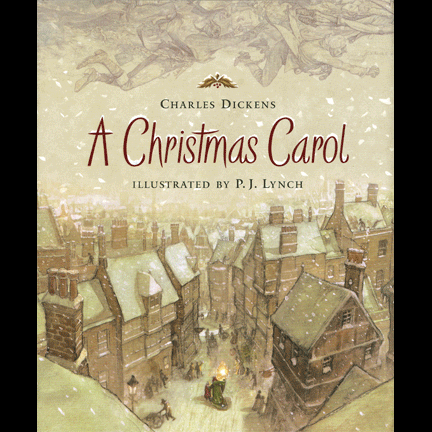 CHARLES DICKENS
A Christmas Carol
ILLUSTRATED BY P. J. LYNCH